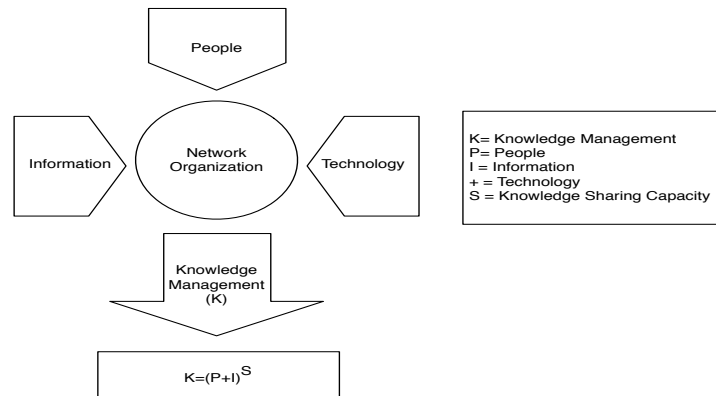 People
Information
Network
Organization
Technology
K= Knowledge Management
P= People
I = Information
+ = Technology
S = Knowledge Sharing Capacity
Knowledge
Management
(K)
K=(P+I)^S